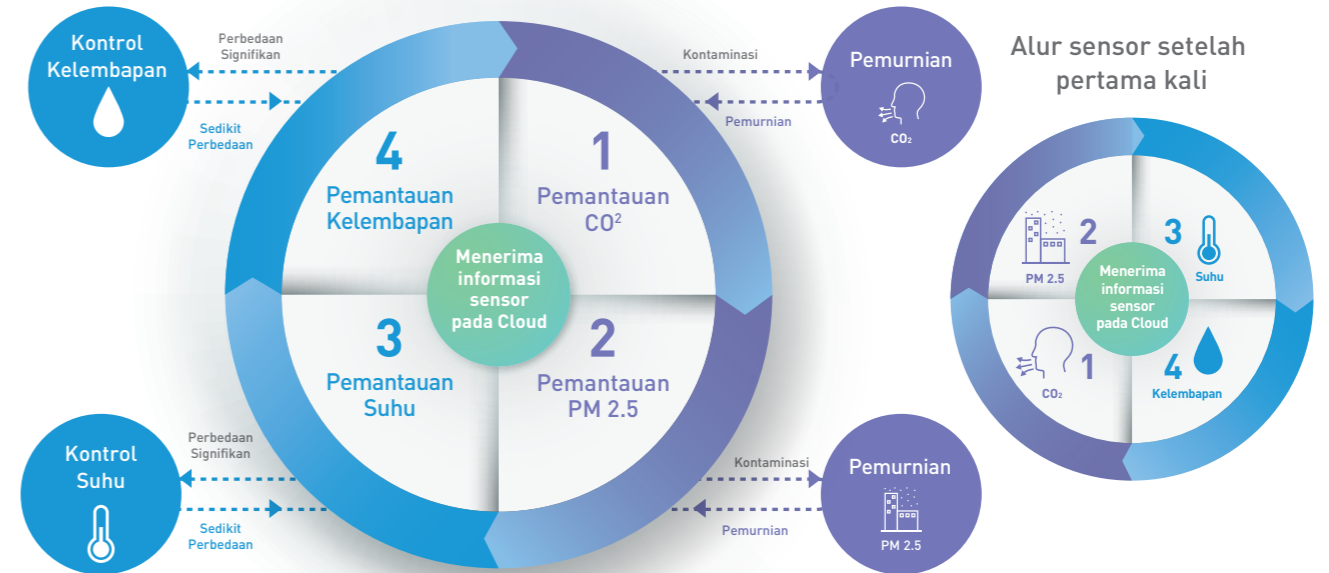 Kontrol
Kelembapan
Perbedaan
Signifikan
Sedikit
Perbedaan
Kontaminasi
Pemurnian
Pemurnian
CO₂
4
Pemantauan
Kelembapan
1
Pemantauan
CO²
Menerima
informasi
sensor
pada Cloud
3
Pemantauan
Suhu
2
Pemantauan
PM 2.5
Kontrol
Suhu
Perbedaan
Signifikan
Sedikit
Perbedaan
Kontaminasi
Pemurnian
Pemurnian
PM 2.5
Alur sensor setelah
pertama kali
2
PM 2.5
3
Suhu
Menerima
informasi
sensor
pada Cloud
1
CO₂
4
Kelembapan